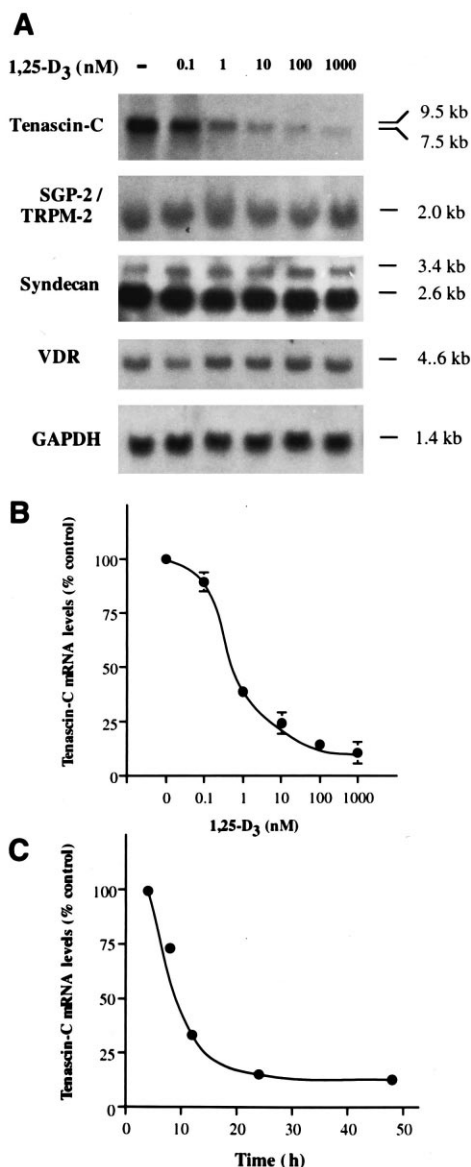 A
1,25-D3 (nM) – 0.1 1 10 100 1000
Tenascin-C
9.5 kb
7.5 kb
SGP-2 /
TRPM-2
2.0 kb
Syndecan
3.4 kb
2.6 kb
VDR
4..6 kb
GAPDH
1.4 kb
B
Tenascin-C mRNA levels (% control)
100
75
50
25
0
0 0.1 1 10 100 1000
1,25-D3 (nM)
C
Tenascin-C mRNA levels (% control)
100
75
50
25
0
0 10 20 30 40 50
Time (h)